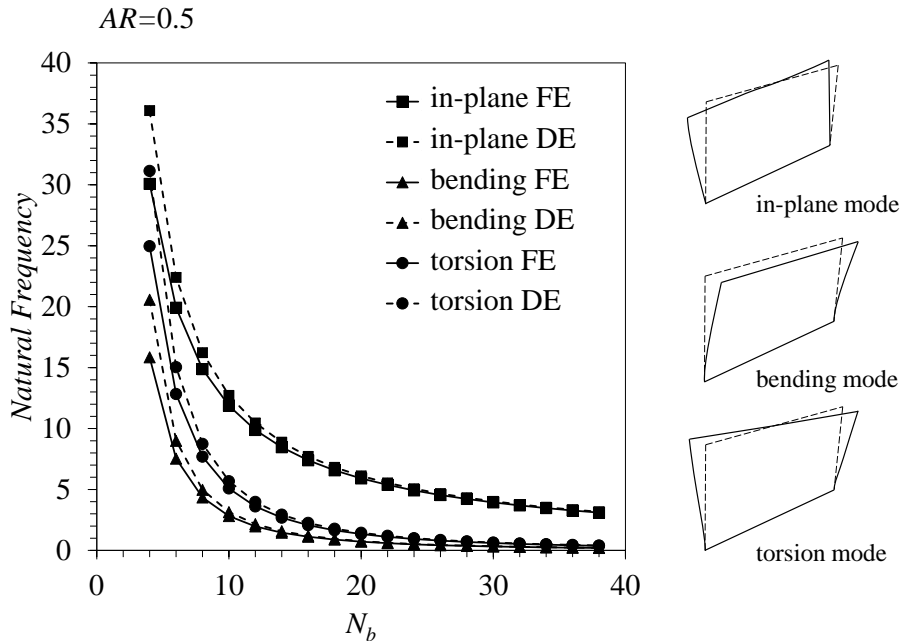 AR=0.5
40
35
30
25
20
15
10
5
0
Natural Frequency
in-plane FE
in-plane DE
bending FE
bending DE
torsion FE
torsion DE
0 10 20 30 40
N_b
in-plane mode
bending mode
torsion mode